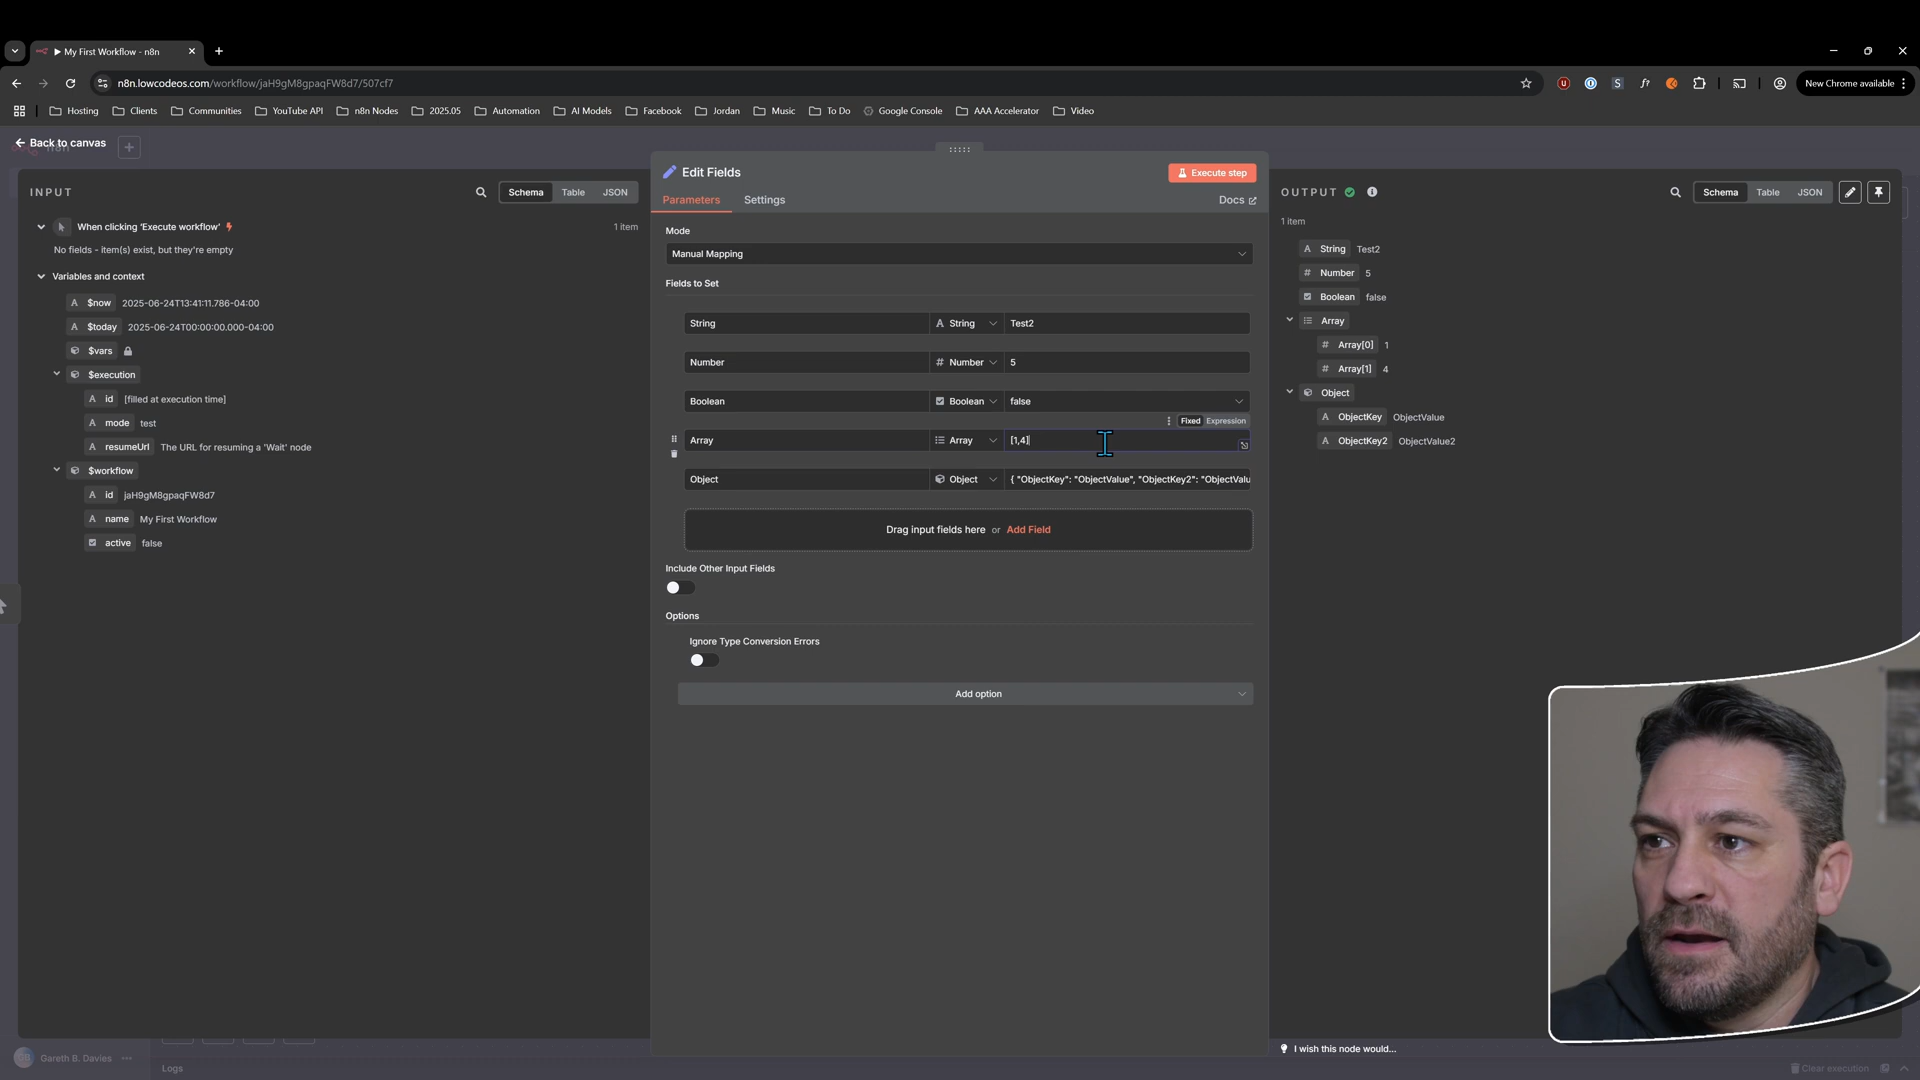 My First Workflow - n8n
n8n.lowcodeos.com/workflow/jaH9gM8gpaqFW8d7/507cf7
New Chrome available
Hosting
Clients
Communities
YouTube API
n8n Nodes
2025.05
Automation
AI Models
Facebook
Jordan
Music
To Do
Google Console
AAA Accelerator
Video
Back to canvas
INPUT
Schema
Table
JSON
When clicking 'Execute workflow'
1 item
No fields - item(s) exist, but they're empty
Variables and context
$now 2025-06-24T13:41:11.786-04:00
$today 2025-06-24T00:00:00.000-04:00
$vars
$execution
id [filled at execution time]
mode test
resumeUrl The URL for resuming a 'Wait' node
$workflow
id jaH9gM8gpaqFW8d7
name My First Workflow
active false
Edit Fields
Execute step
Parameters
Settings
Docs
Mode
Manual Mapping
Fields to Set
String
String
Test2
Number
Number
5
Boolean
Boolean
false
Fixed
Expression
Array
Array
[1,4]
Object
Object
{ "ObjectKey": "ObjectValue", "ObjectKey2": "ObjectValu
Drag input fields here or Add Field
Include Other Input Fields
Options
Ignore Type Conversion Errors
Add option
OUTPUT
Schema
Table
JSON
1 item
String Test2
Number 5
Boolean false
Array
Array[0] 1
Array[1] 4
Object
ObjectKey ObjectValue
ObjectKey2 ObjectValue2
I wish this node would...
Gareth B. Davies
Logs
Clear execution